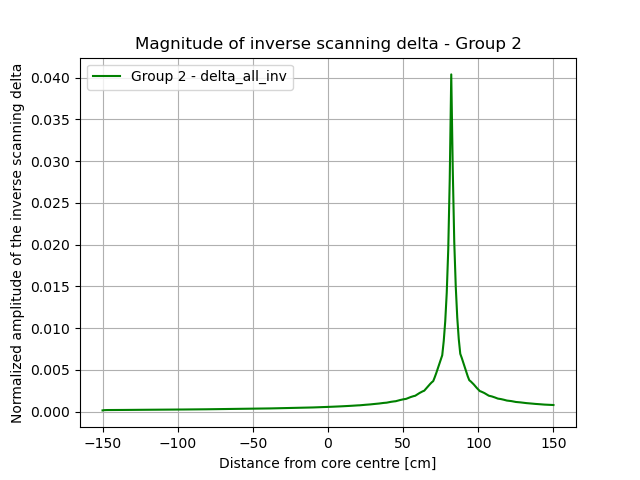 Magnitude of inverse scanning delta - Group 2
Group 2 - delta_all_inv
Normalized amplitude of the inverse scanning delta
0.040
0.035
0.030
0.025
0.020
0.015
0.010
0.005
0.000
−150 −100 −50 0 50 100 150
Distance from core centre [cm]